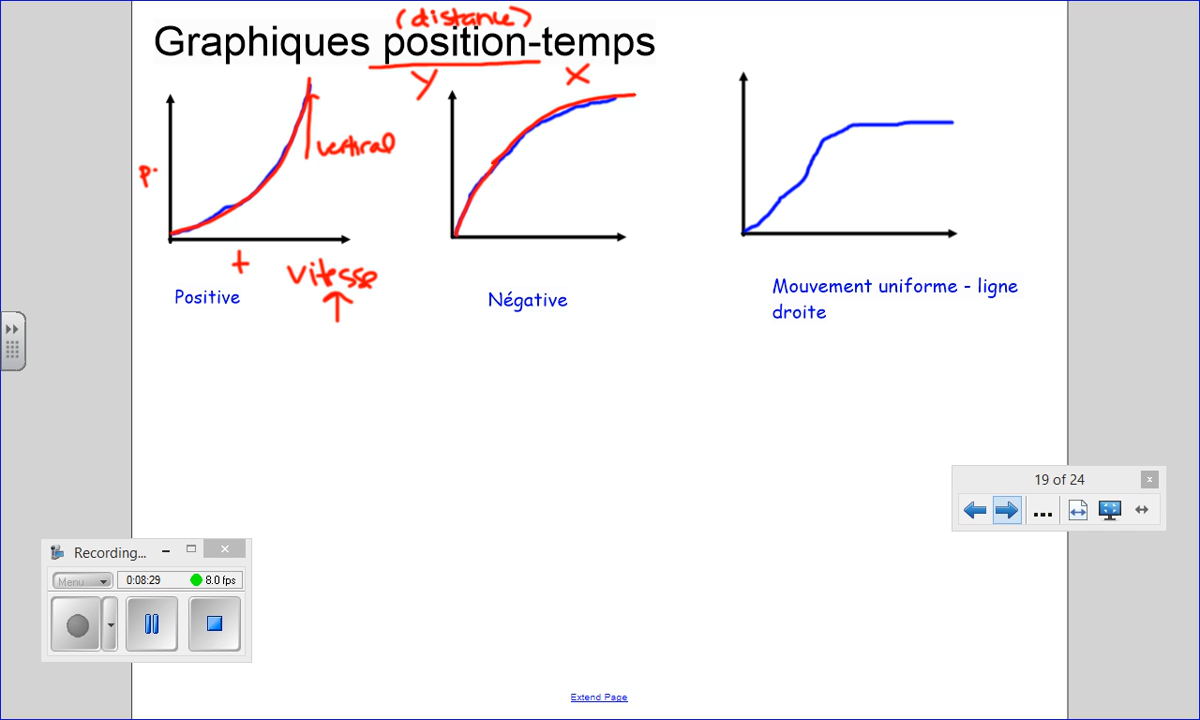 (distance)
Graphiques position-temps
Y
X
vertical
p.
+
vitesse
↑
Positive
Négative
Mouvement uniforme - ligne
droite
19 of 24
x
...
Recording...
Menu
0:08:29
8.0 fps
Extend Page